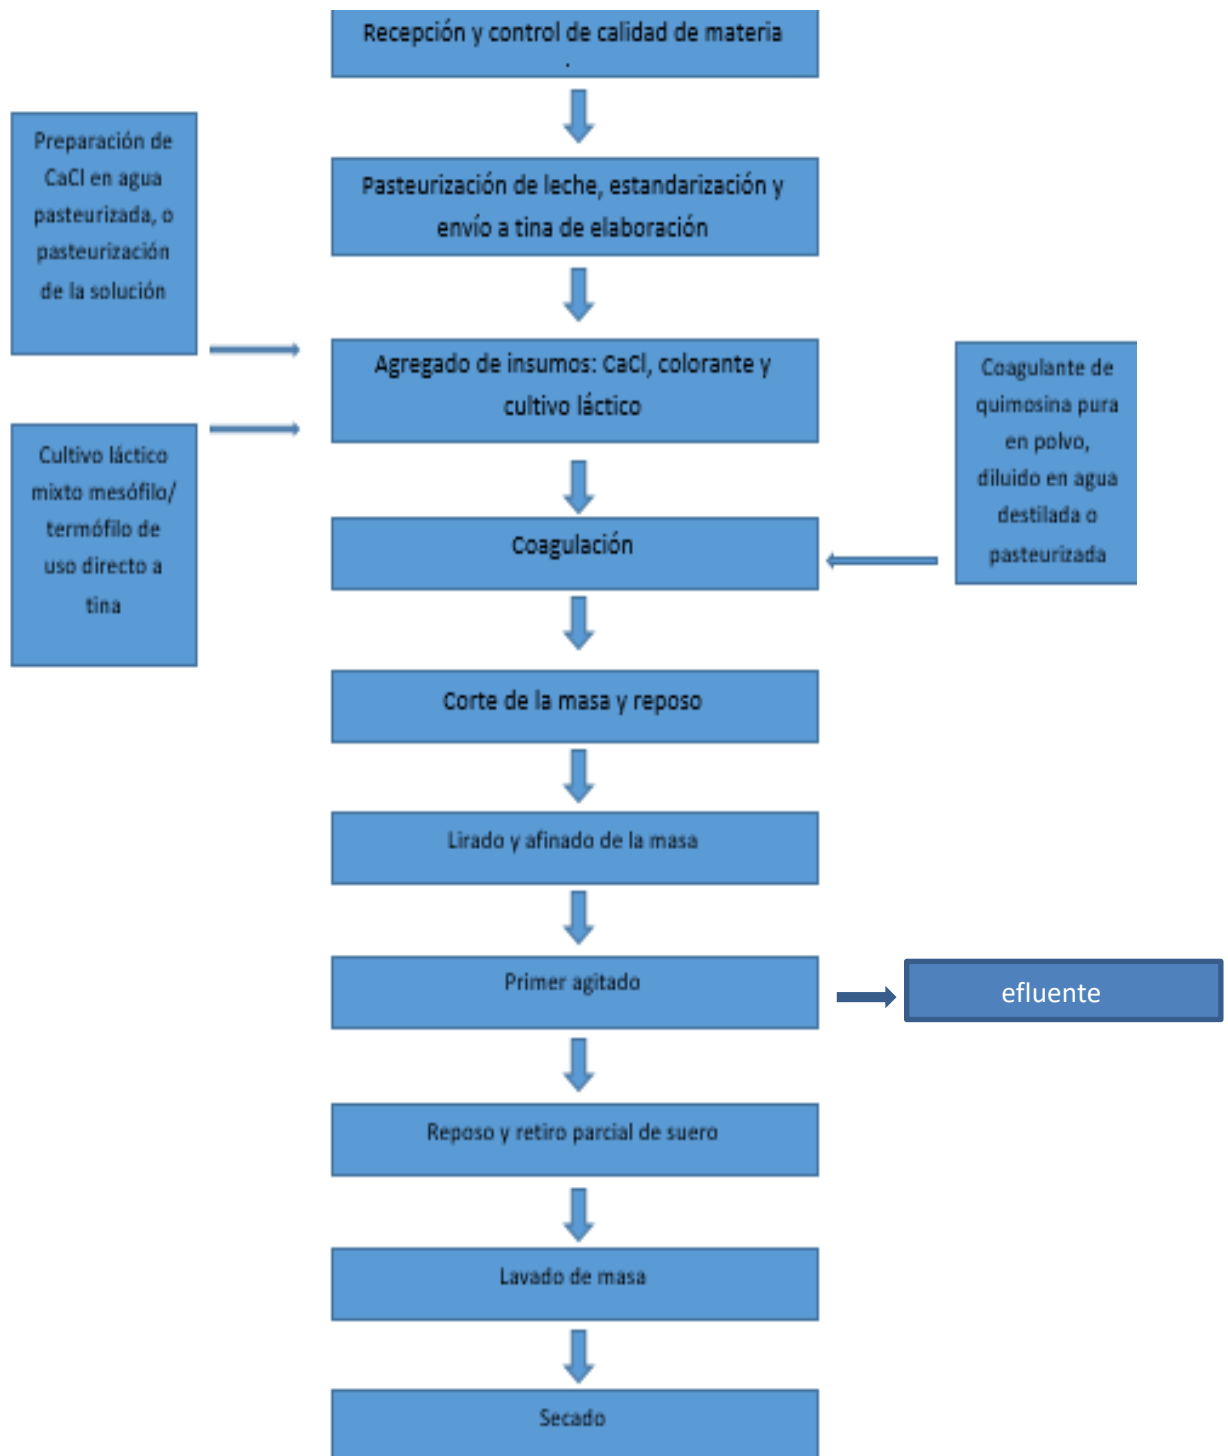 Recepción y control de calidad de materia
.
Preparación de
CaCl en agua
pasteurizada, o
pasteurización
de la solución
Pasteurización de leche, estandarización y
envío a tina de elaboración
Agregado de insumos: CaCl, colorante y
cultivo láctico
Coagulante de
quimosina pura
en polvo,
diluido en agua
destilada o
pasteurizada
Cultivo láctico
mixto mesófilo/
termófilo de
uso directo a
tina
Coagulación
Corte de la masa y reposo
Lirado y afinado de la masa
Primer agitado
efluente
Reposo y retiro parcial de suero
Lavado de masa
Secado